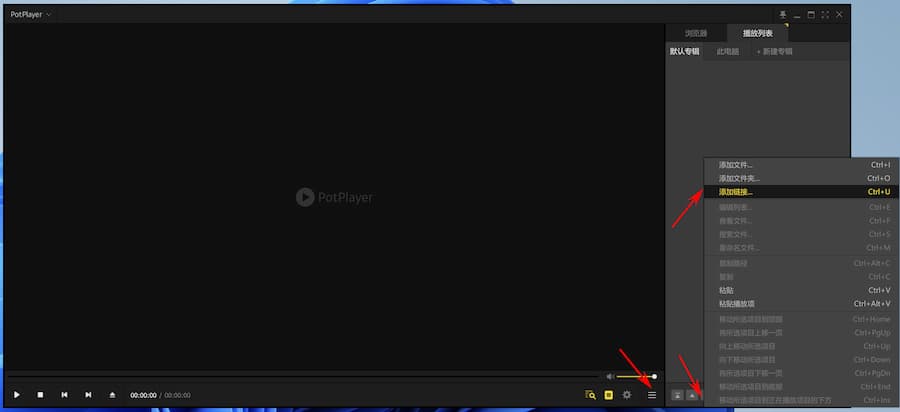 PotPlayer
浏览器
播放列表
默认专辑
此电脑
+ 新建专辑
PotPlayer
添加文件... Ctrl+I
添加文件夹... Ctrl+O
添加链接... Ctrl+U
编辑列表... Ctrl+E
查看文件... Ctrl+F
搜索文件... Ctrl+S
重命名文件... Ctrl+M
复制路径 Ctrl+Alt+C
复制 Ctrl+C
粘贴 Ctrl+V
粘贴播放项 Ctrl+Alt+V
移动所选项目到顶部 Ctrl+Home
将所选项目上移一页 Ctrl+PgUp
向上移动所选项目 Ctrl+Up
向下移动所选项目 Ctrl+Down
将所选项目下移一页 Ctrl+PgDn
移动所选项目到底部 Ctrl+End
移动所选项目到正在播放项目的下方 Ctrl+Ins
00:00:00 / 00:00:00